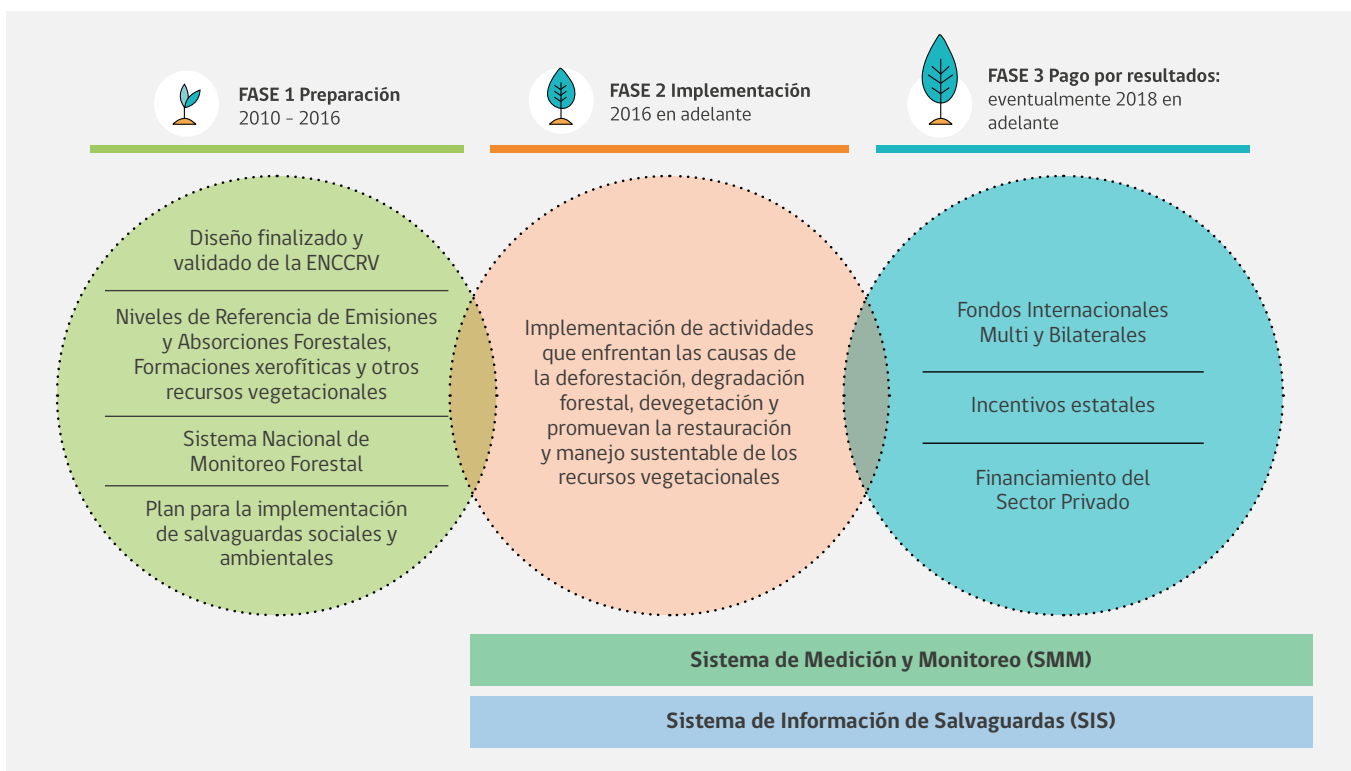 FASE 1 Preparación
2010 - 2016
FASE 2 Implementación
2016 en adelante
FASE 3 Pago por resultados:
eventualmente 2018 en
adelante
Diseño finalizado y
validado de la ENCCRV
Niveles de Referencia de Emisiones
y Absorciones Forestales,
Formaciones xerofíticas y otros
recursos vegetacionales
Sistema Nacional de
Monitoreo Forestal
Plan para la implementación
de salvaguardas sociales y
ambientales
Implementación de actividades
que enfrentan las causas de
la deforestación, degradación
forestal, devegetación y
promuevan la restauración
y manejo sustentable de los
recursos vegetacionales
Fondos Internacionales
Multi y Bilaterales
Incentivos estatales
Financiamiento del
Sector Privado
Sistema de Medición y Monitoreo (SMM)
Sistema de Información de Salvaguardas (SIS)